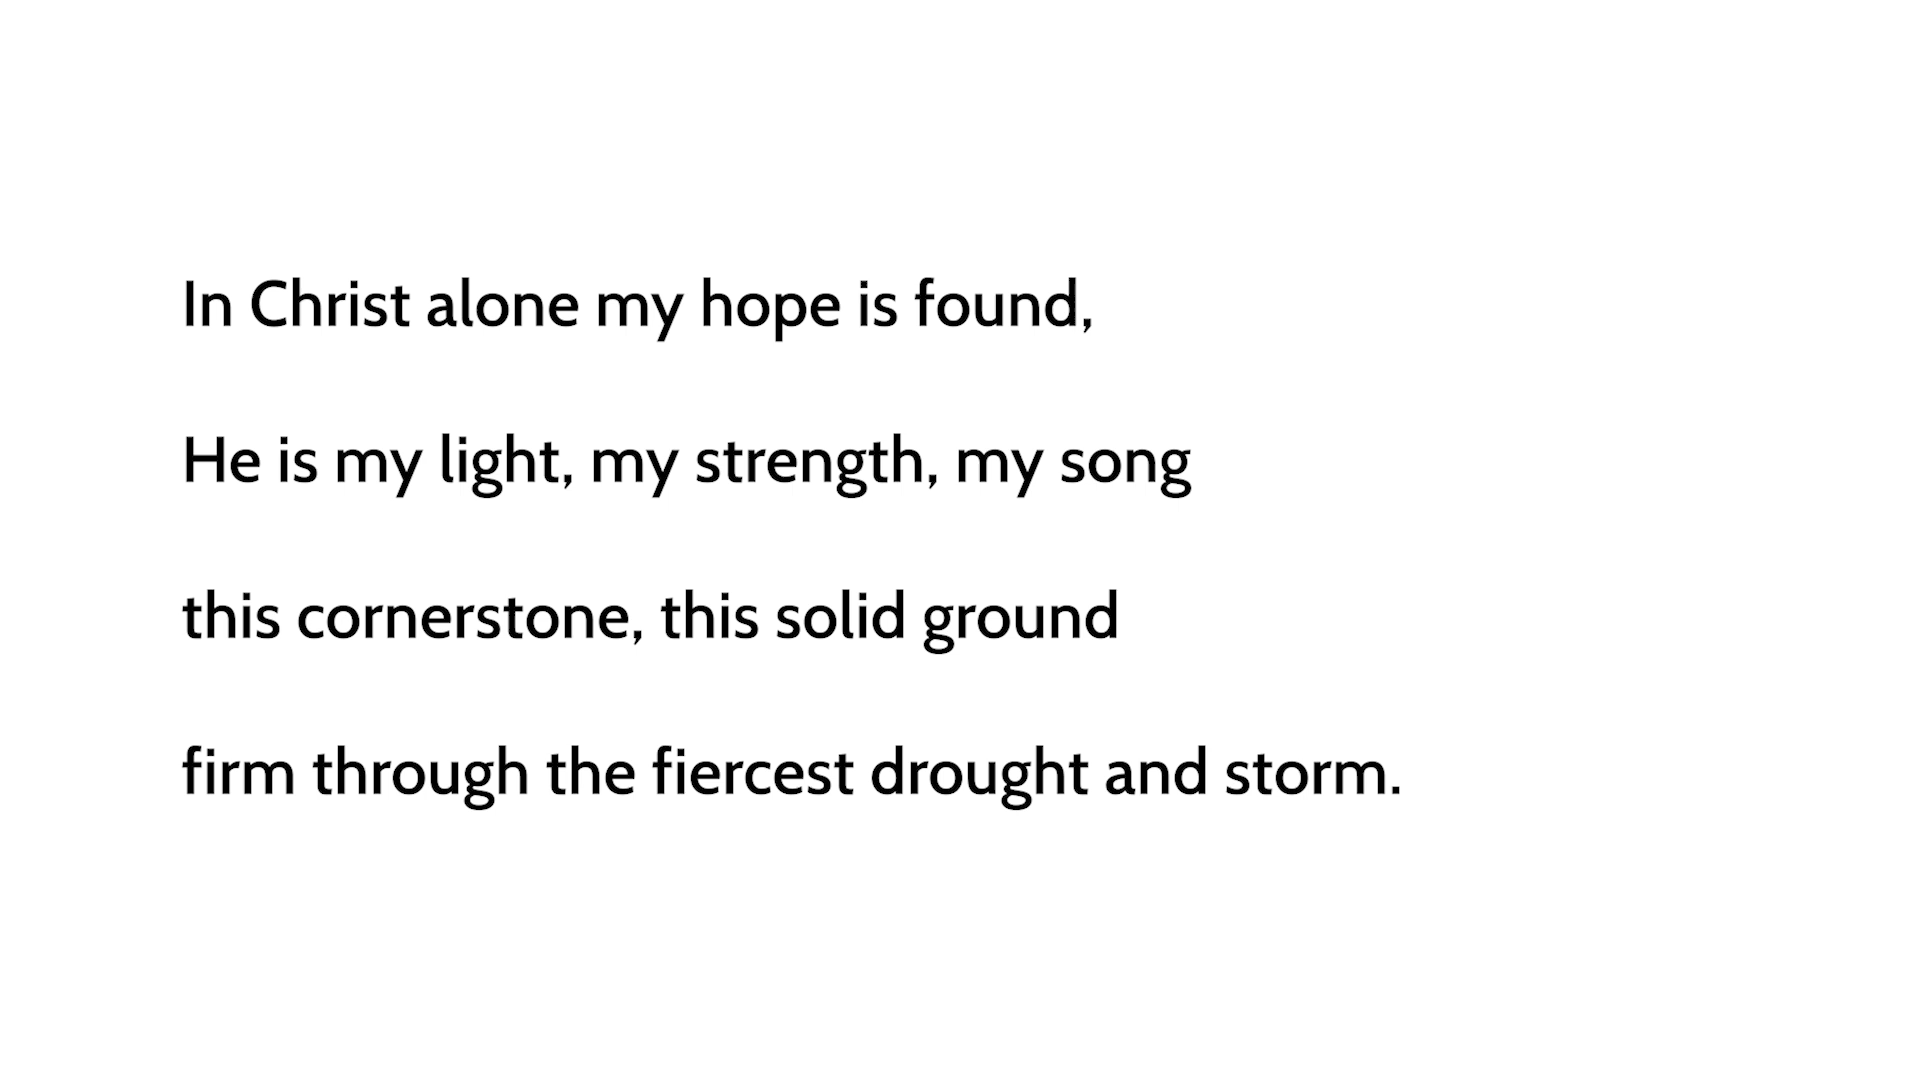 In Christ alone my hope is found,
He is my light, my strength, my song
this cornerstone, this solid ground
firm through the fiercest drought and storm.